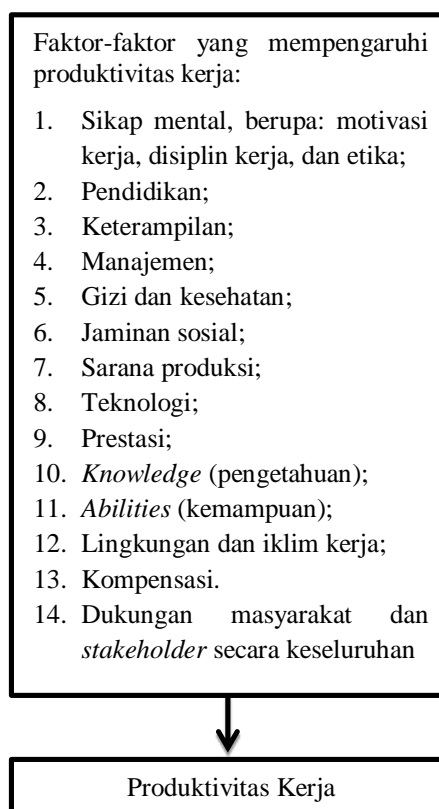 Faktor-faktor yang mempengaruhi
produktivitas kerja:
1. Sikap mental, berupa: motivasi
kerja, disiplin kerja, dan etika;
2. Pendidikan;
3. Keterampilan;
4. Manajemen;
5. Gizi dan kesehatan;
6. Jaminan sosial;
7. Sarana produksi;
8. Teknologi;
9. Prestasi;
10. Knowledge (pengetahuan);
11. Abilities (kemampuan);
12. Lingkungan dan iklim kerja;
13. Kompensasi.
14. Dukungan masyarakat dan
stakeholder secara keseluruhan
Produktivitas Kerja